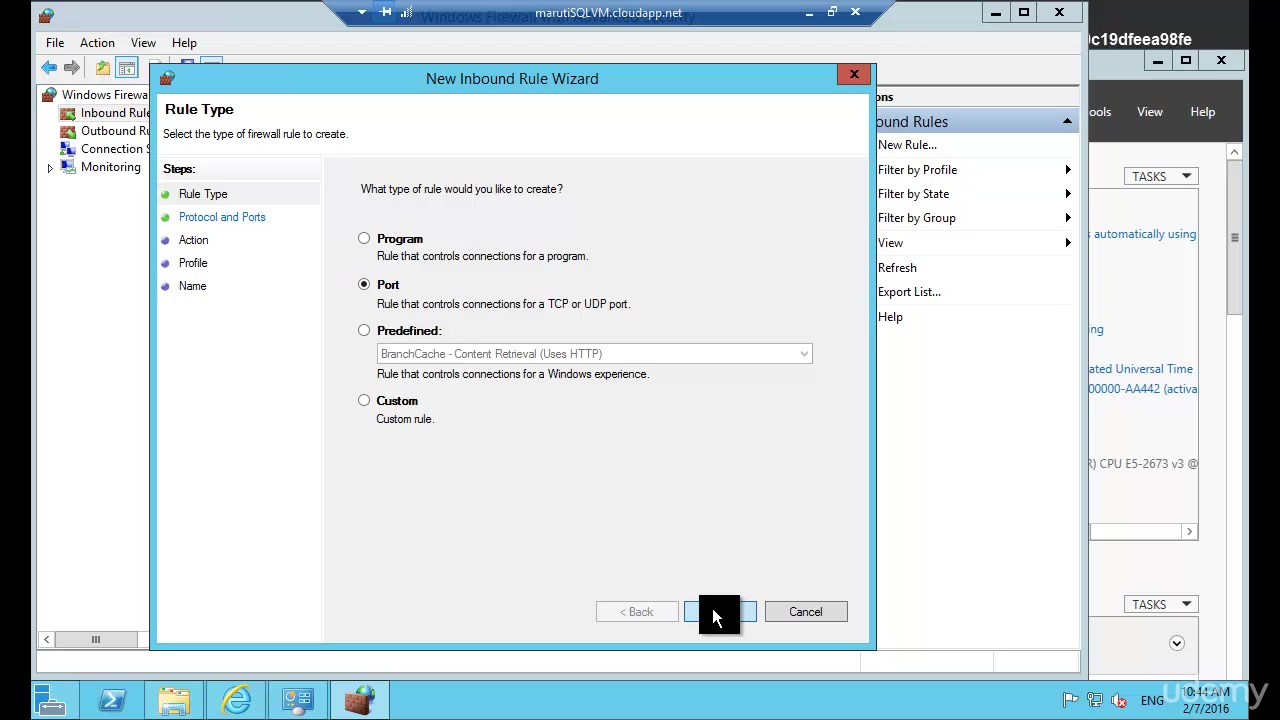 marutiSQLVM.cloudapp.net
Windows Firewall with Advanced Security
c19dfeea98fe
File Action View Help
New Inbound Rule Wizard
ools View Help
Windows Firewa
Inbound Rule
Outbound Ru
Connection S
Monitoring
Rule Type
Select the type of firewall rule to create.
Steps:
Rule Type
Protocol and Ports
Action
Profile
Name
What type of rule would you like to create?
Program
Rule that controls connections for a program.
Port
Rule that controls connections for a TCP or UDP port.
Predefined:
BranchCache - Content Retrieval (Uses HTTP)
Rule that controls connections for a Windows experience.
Custom
Custom rule.
< Back
Cancel
ons
ound Rules
New Rule...
Filter by Profile
Filter by State
Filter by Group
View
Refresh
Export List...
Help
TASKS
s automatically using
ing
ated Universal Time
00000-AA442 (activa
R) CPU E5-2673 v3 @
TASKS
ENG
10:44 AM
2/7/2016
udemy